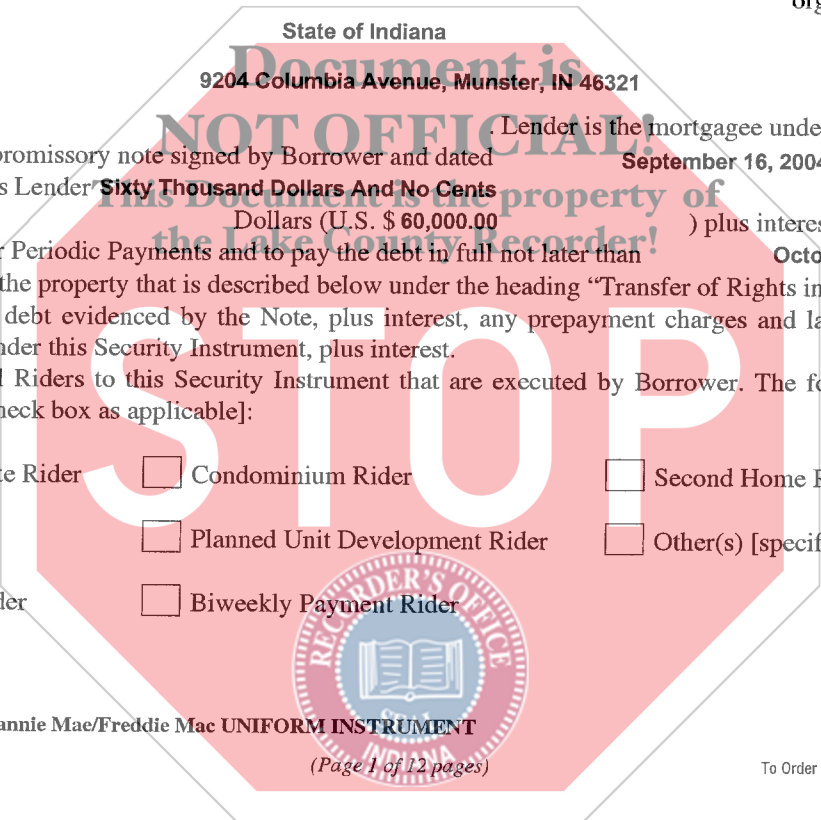 org
State of Indiana
Document is
9204 Columbia Avenue, Munster, IN 46321
NOT OFFICIAL!
. Lender is the mortgagee unde
promissory note signed by Borrower and dated September 16, 2004
s Lender Sixty Thousand Dollars And No Cents
This Document is the property of
Dollars (U.S. $ 60,000.00 ) plus interes
the Lake County Recorder!
r Periodic Payments and to pay the debt in full not later than Octo
the property that is described below under the heading “Transfer of Rights in
debt evidenced by the Note, plus interest, any prepayment charges and la
nder this Security Instrument, plus interest.
l Riders to this Security Instrument that are executed by Borrower. The fo
heck box as applicable]:
STOP
te Rider Condominium Rider Second Home R
Planned Unit Development Rider Other(s) [specif
der Biweekly Payment Rider
RECORDER'S OFFICE
SEAL
INDIANA
annie Mae/Freddie Mac UNIFORM INSTRUMENT
(Page 1 of 12 pages)
To Order